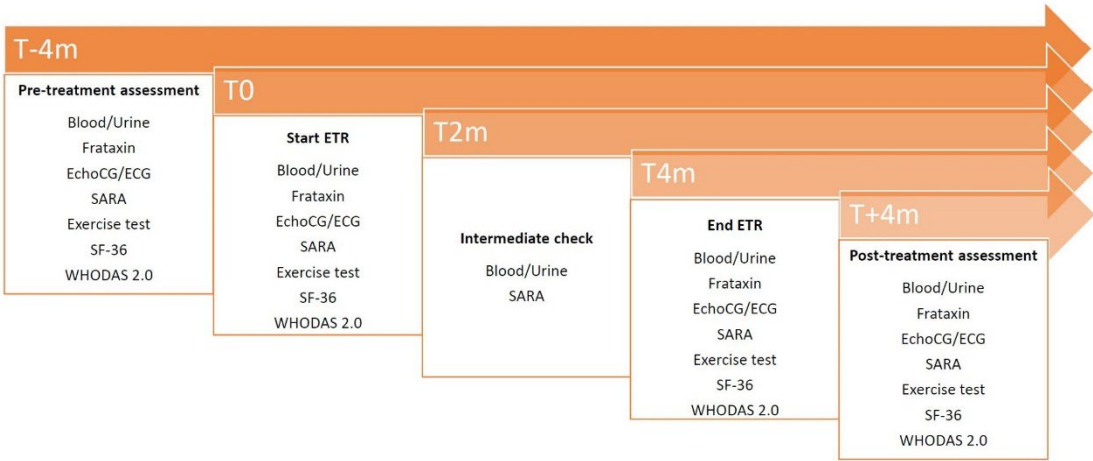 T-4m
Pre-treatment assessment
Blood/Urine
Frataxin
EchoCG/ECG
SARA
Exercise test
SF-36
WHODAS 2.0
T0
Start ETR
Blood/Urine
Frataxin
EchoCG/ECG
SARA
Exercise test
SF-36
WHODAS 2.0
T2m
Intermediate check
Blood/Urine
SARA
T4m
End ETR
Blood/Urine
Frataxin
EchoCG/ECG
SARA
Exercise test
SF-36
WHODAS 2.0
T+4m
Post-treatment assessment
Blood/Urine
Frataxin
EchoCG/ECG
SARA
Exercise test
SF-36
WHODAS 2.0